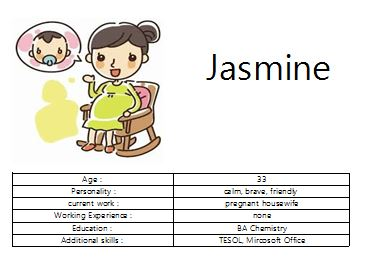 Jasmine
Age : 33
Personality : calm, brave, friendly
current work : pregnant housewife
Working Experience : none
Education : BA Chemistry
Additional skills : TESOL, Mircosoft Office